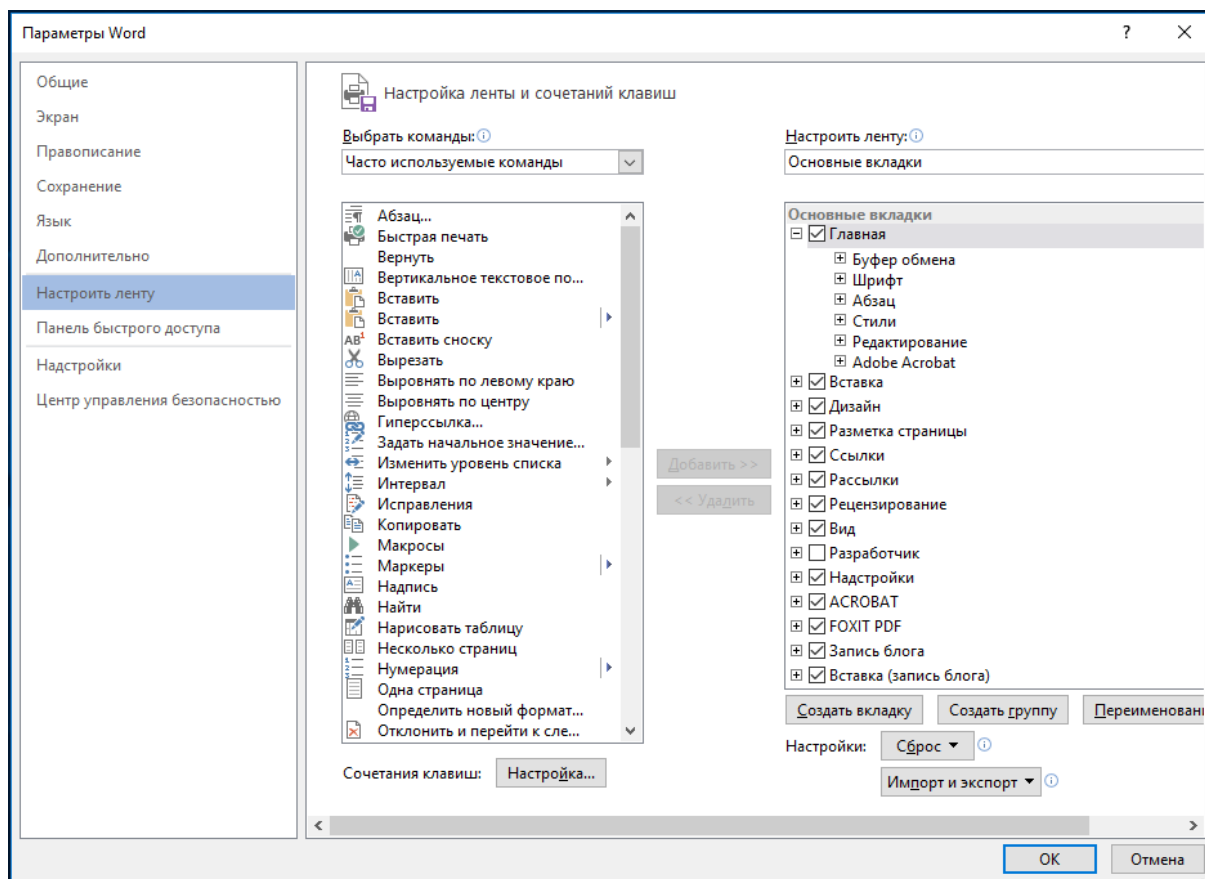 Параметры Word
?
Общие
Экран
Правописание
Сохранение
Язык
Дополнительно
Настроить ленту
Панель быстрого доступа
Надстройки
Центр управления безопасностью
Настройка ленты и сочетаний клавиш
Выбрать команды:
Часто используемые команды
Абзац...
Быстрая печать
Вернуть
Вертикальное текстовое по...
Вставить
Вставить
Вставить сноску
Вырезать
Выровнять по левому краю
Выровнять по центру
Гиперссылка...
Задать начальное значение...
Изменить уровень списка
Интервал
Исправления
Копировать
Макросы
Маркеры
Надпись
Найти
Нарисовать таблицу
Несколько страниц
Нумерация
Одна страница
Определить новый формат...
Отклонить и перейти к сле...
Сочетания клавиш: Настройка...
Добавить >>
<< Удалить
Настроить ленту:
Основные вкладки
Основные вкладки
Главная
Буфер обмена
Шрифт
Абзац
Стили
Редактирование
Adobe Acrobat
Вставка
Дизайн
Разметка страницы
Ссылки
Рассылки
Рецензирование
Вид
Разработчик
Надстройки
ACROBAT
FOXIT PDF
Запись блога
Вставка (запись блога)
Создать вкладку Создать группу Переименован
Настройки: Сброс
Импорт и экспорт
ОК Отмена